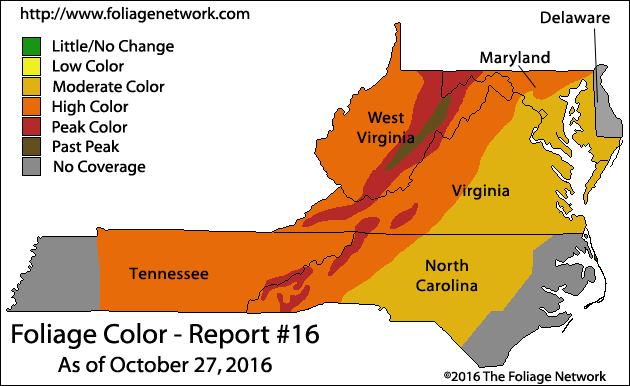 http://www.foliagenetwork.com
Delaware
Little/No Change
Low Color
Moderate Color
High Color
Peak Color
Past Peak
No Coverage
Maryland
West
Virginia
Virginia
Tennessee
North
Carolina
Foliage Color - Report #16
As of October 27, 2016
©2016 The Foliage Network